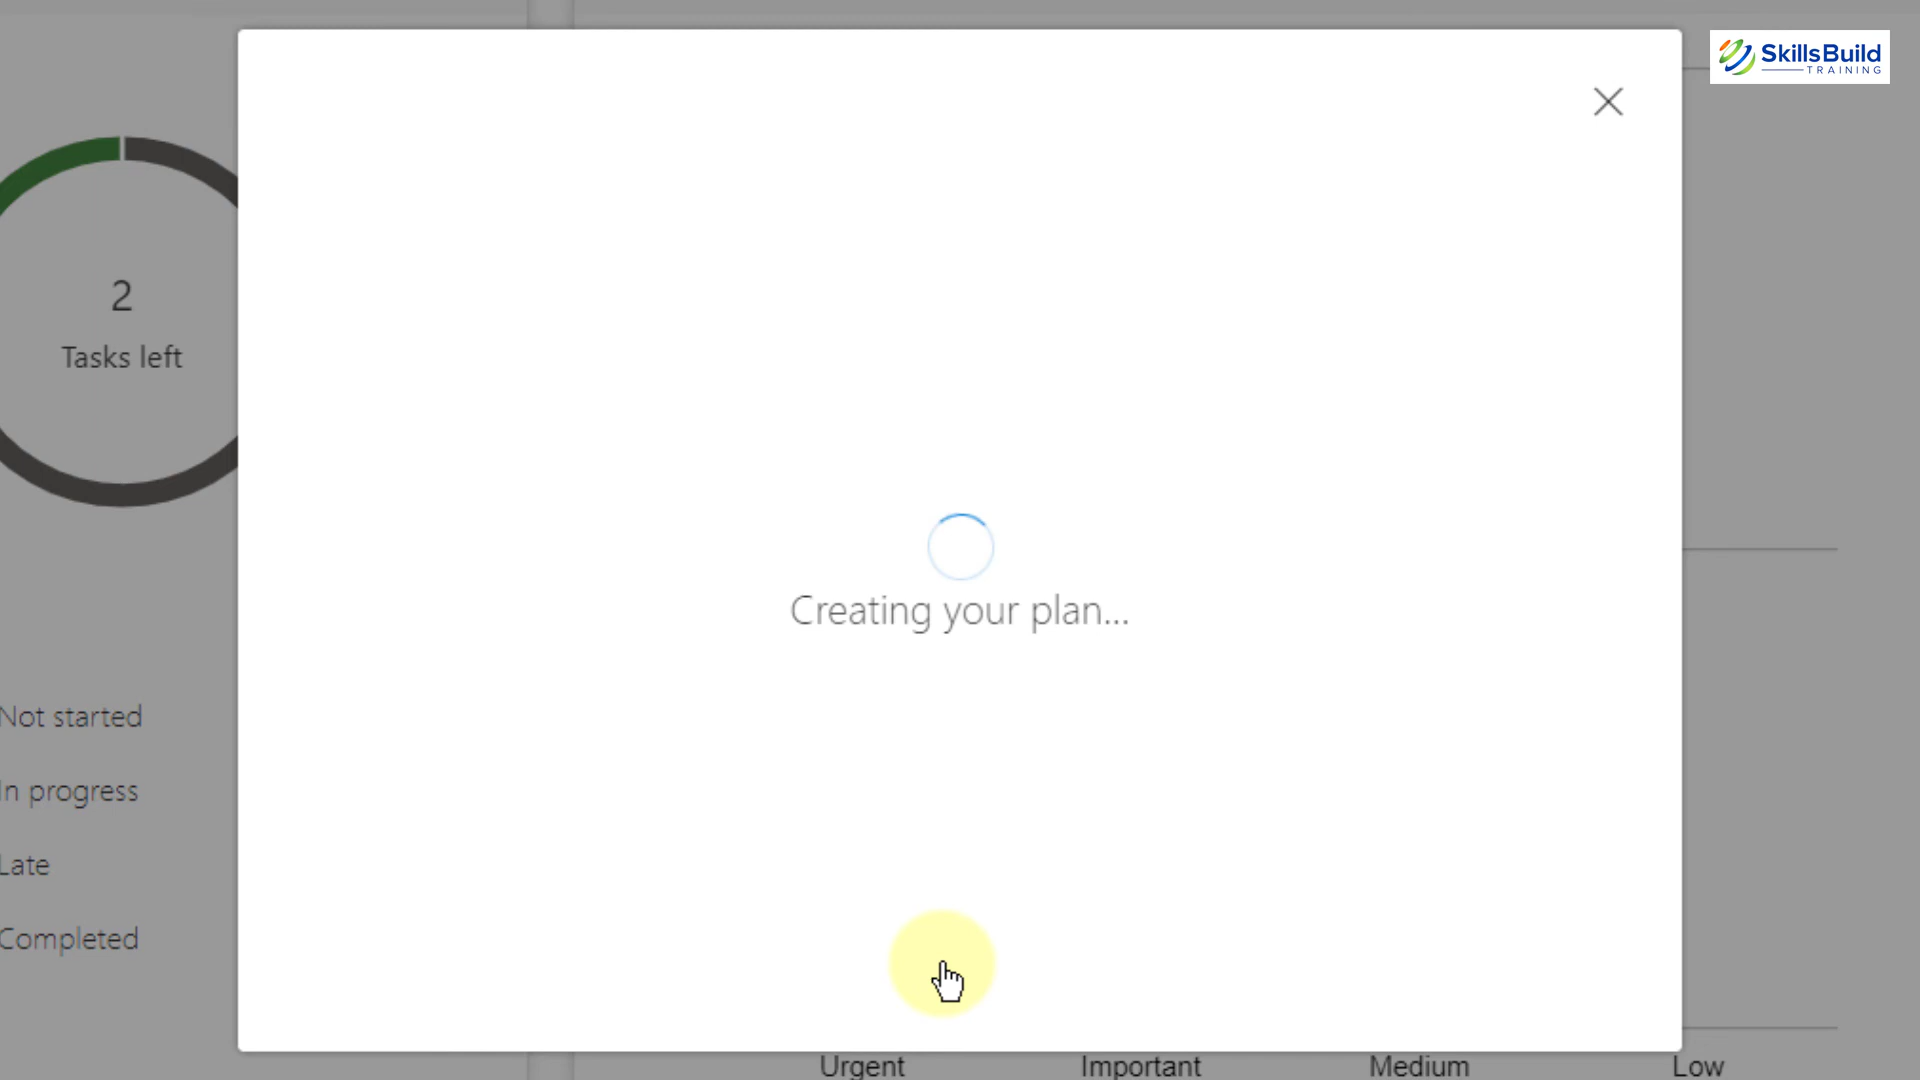 SkillsBuild
TRAINING
2
Tasks left
Creating your plan...
Not started
In progress
Late
Completed
Urgent Important Medium Low